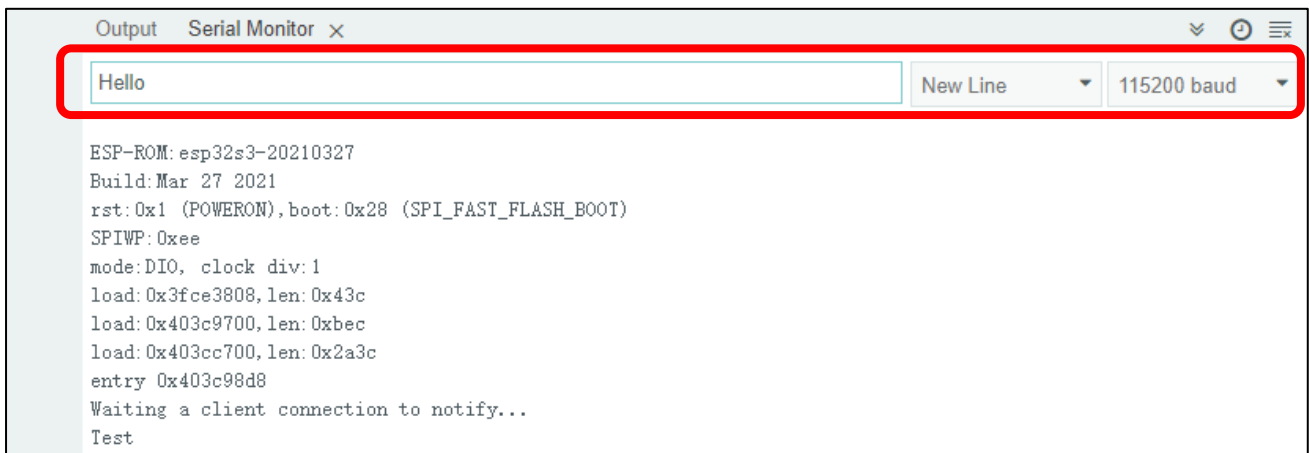 Output Serial Monitor
Hello New Line 115200 baud
ESP-ROM:esp32s3-20210327
Build:Mar 27 2021
rst:0x1 (POWERON),boot:0x28 (SPI_FAST_FLASH_BOOT)
SPIWP:0xee
mode:DIO, clock div:1
load:0x3fce3808,len:0x43c
load:0x403c9700,len:0xbec
load:0x403cc700,len:0x2a3c
entry 0x403c98d8
Waiting a client connection to notify...
Test